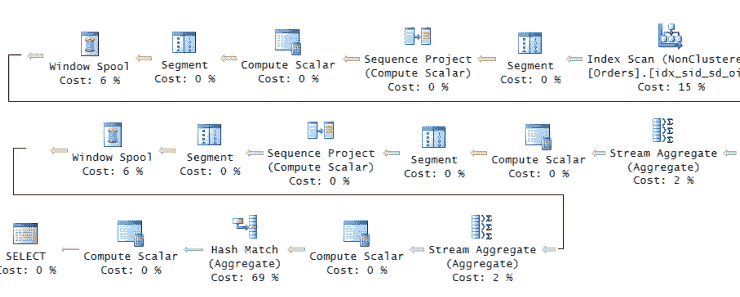 Window Spool
Cost: 6 %
Segment
Cost: 0 %
Compute Scalar
Cost: 0 %
Sequence Project
(Compute Scalar)
Cost: 0 %
Segment
Cost: 0 %
Index Scan (NonClustere
[Orders].[idx_sid_sd_oi
Cost: 15 %
Window Spool
Cost: 6 %
Segment
Cost: 0 %
Sequence Project
(Compute Scalar)
Cost: 0 %
Segment
Cost: 0 %
Compute Scalar
Cost: 0 %
Stream Aggregate
(Aggregate)
Cost: 2 %
SELECT
Cost: 0 %
Compute Scalar
Cost: 0 %
Hash Match
(Aggregate)
Cost: 69 %
Compute Scalar
Cost: 0 %
Stream Aggregate
(Aggregate)
Cost: 2 %